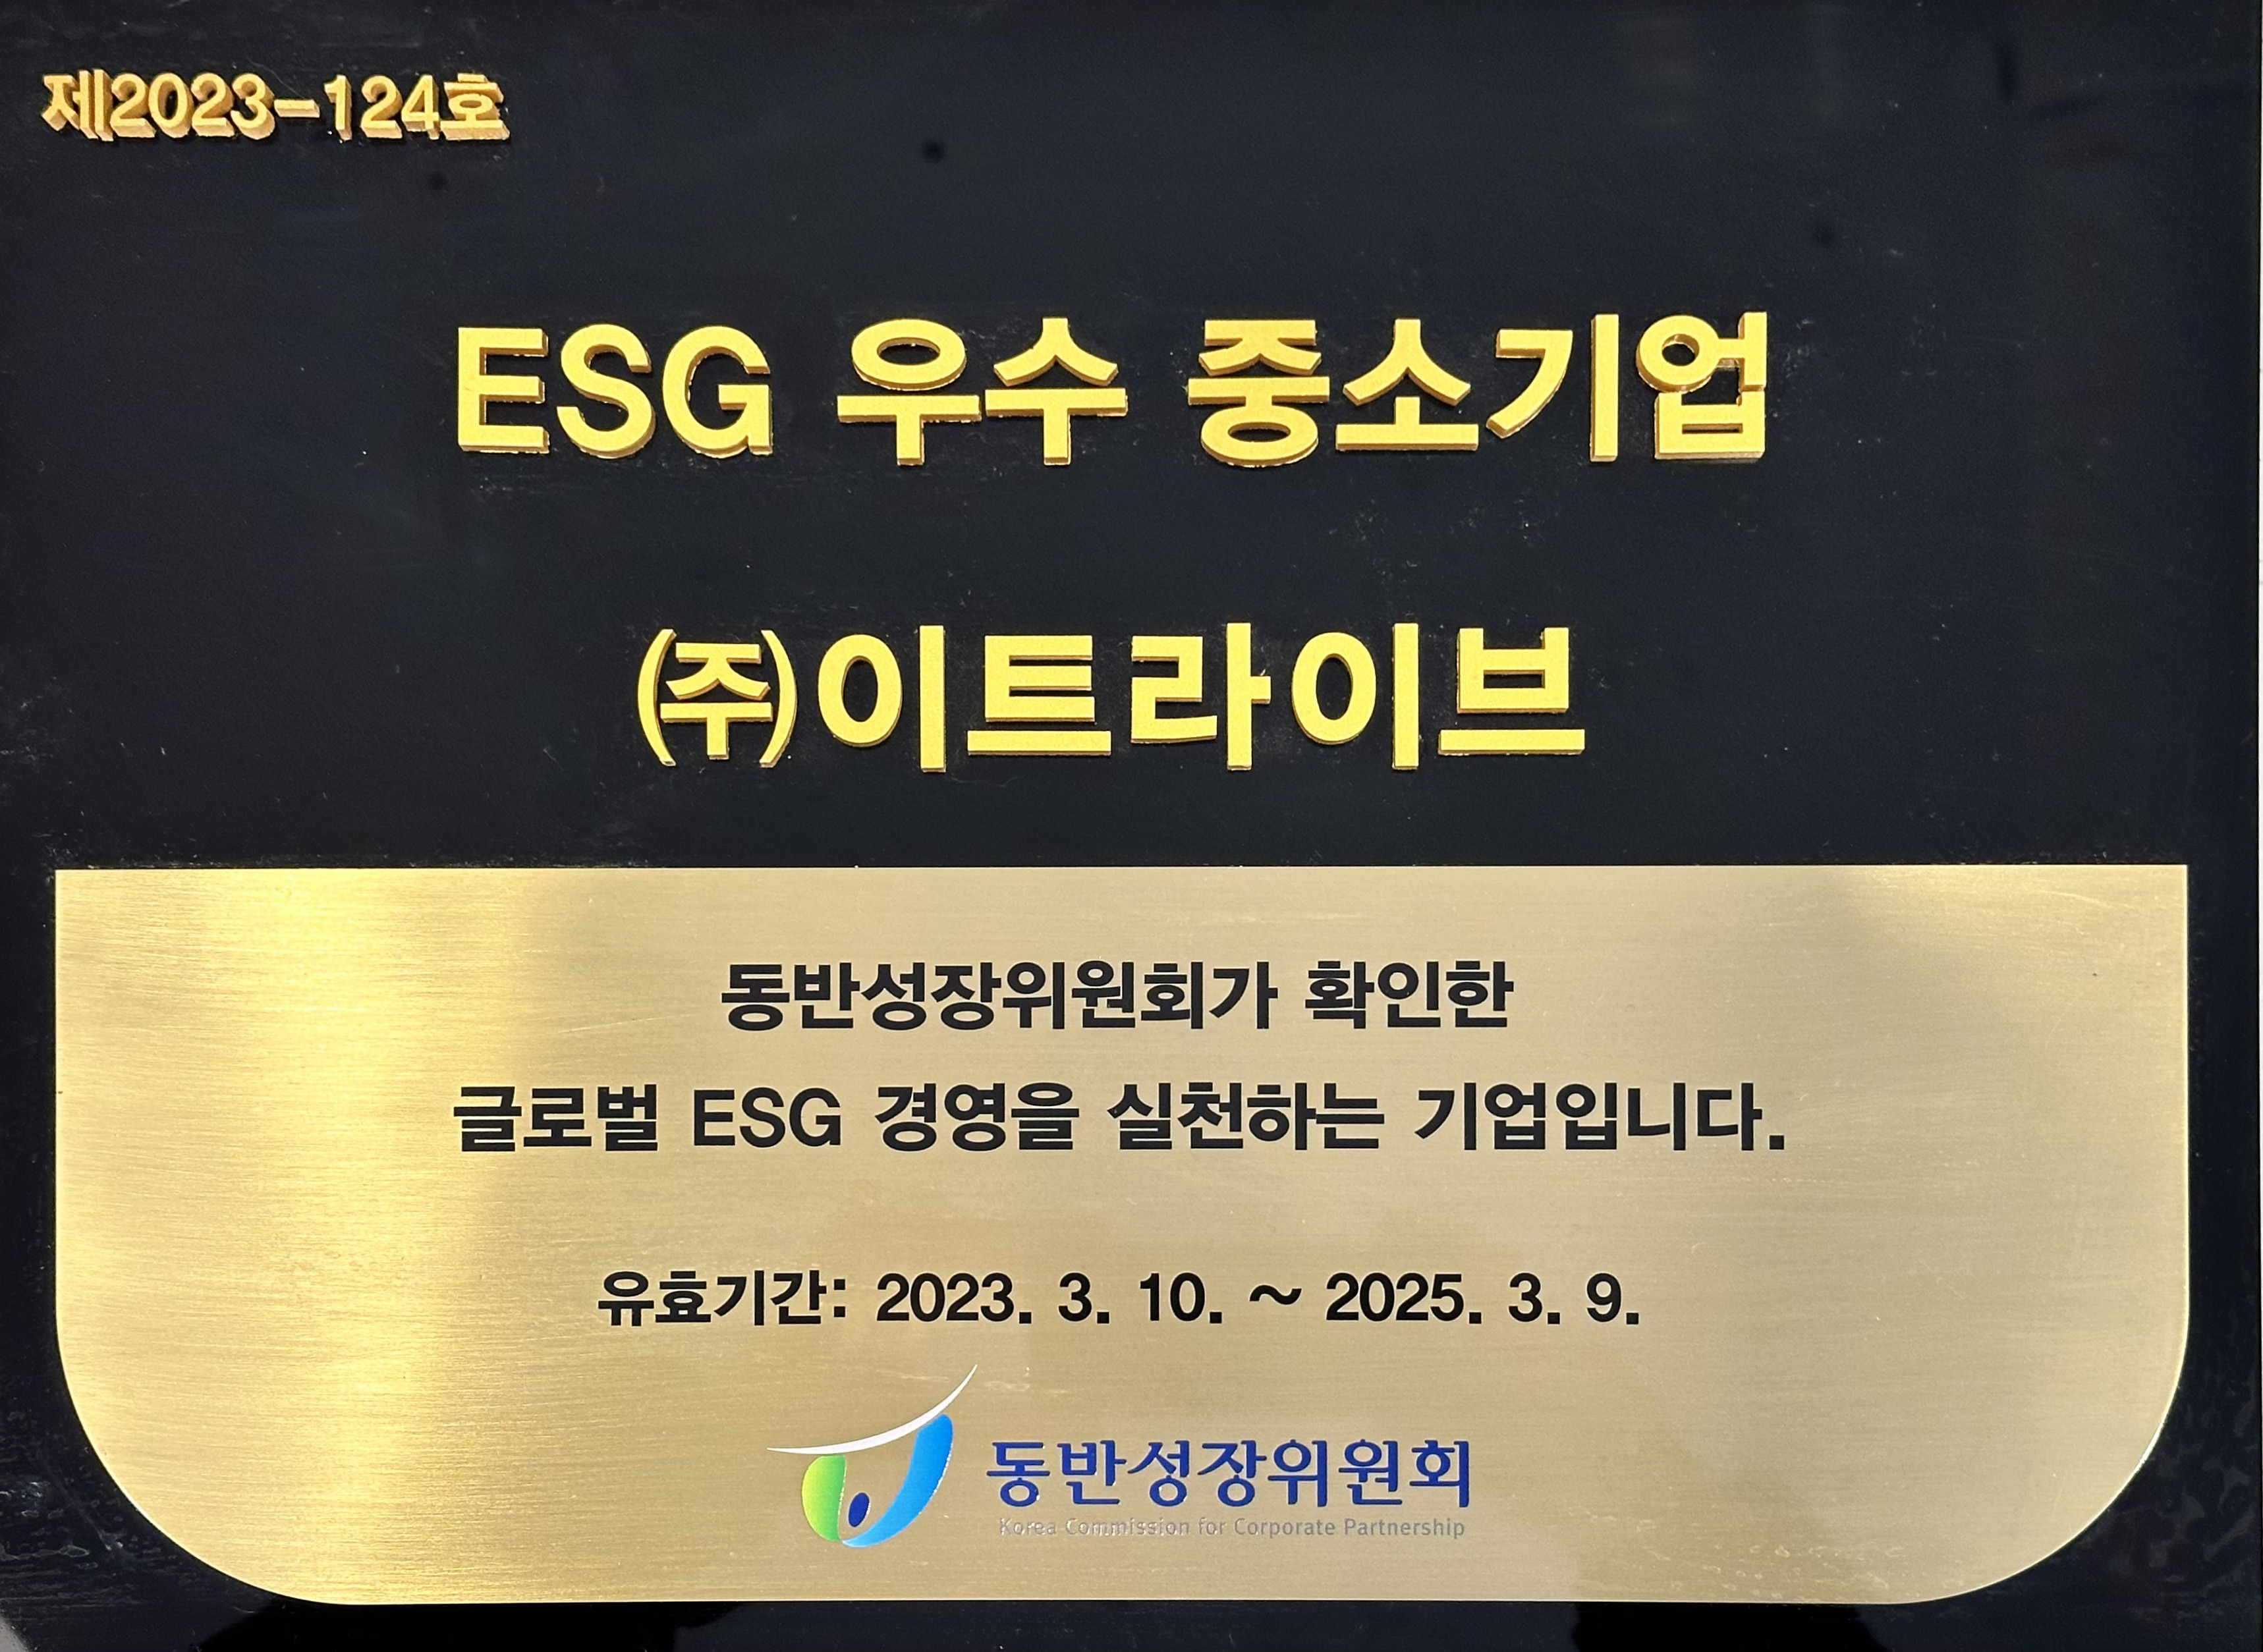 제2023-124호
ESG 우수 중소기업
㈜이트라이브
동반성장위원회가 확인한
글로벌 ESG 경영을 실천하는 기업입니다.
유효기간: 2023. 3. 10. ~ 2025. 3. 9.
동반성장위원회
Korea Commission for Corporate Partnership